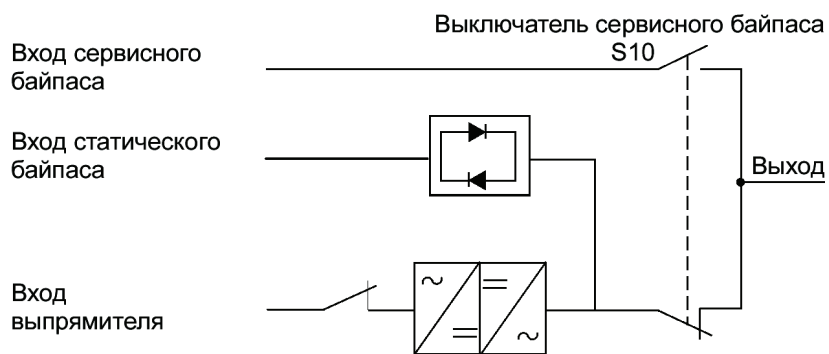 Выключатель сервисного байпаса
S10
Вход сервисного
байпаса
Вход статического
байпаса
Выход
Вход
выпрямителя